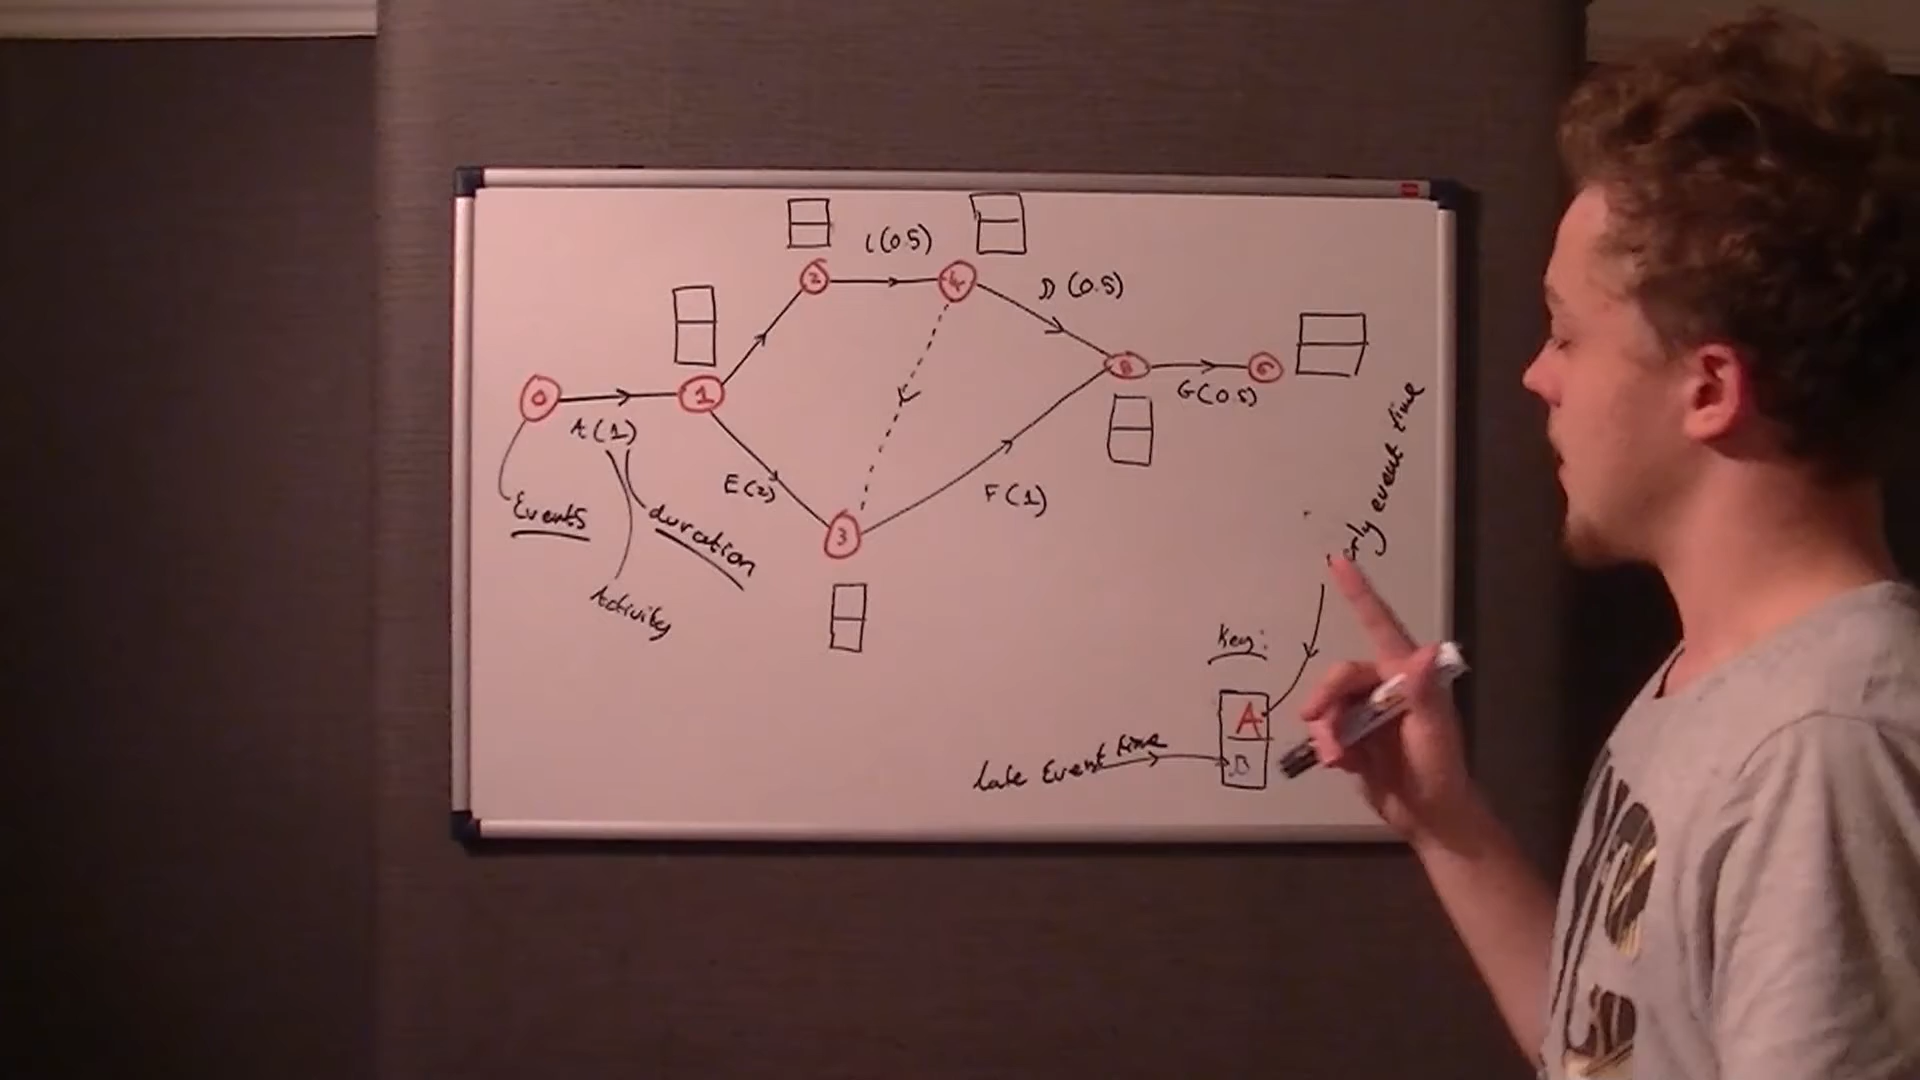 2
C(0.5)
4
D(0.5)
0
1
A(1)
5
G(0.5)
6
E(2)
3
F(1)
Events
duration
Activity
early event time
Key:
A
B
late Event time